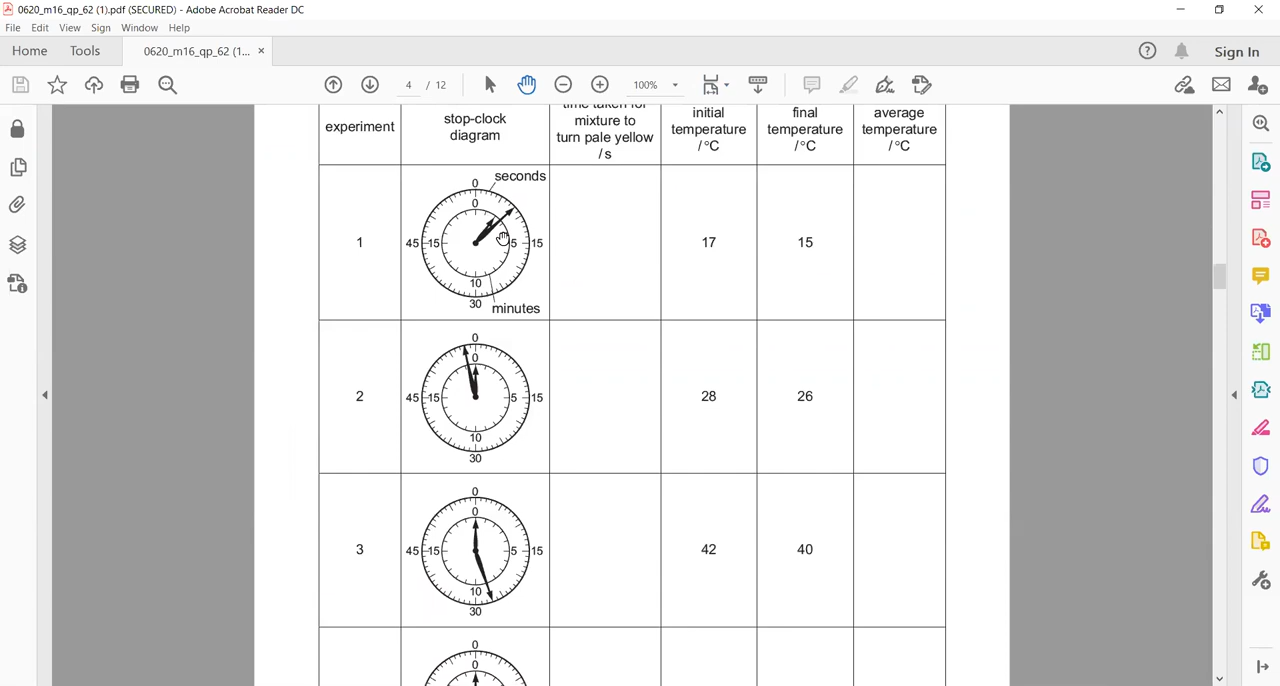 0620_m16_qp_62 (1).pdf (SECURED) - Adobe Acrobat Reader DC
File Edit View Sign Window Help
Home Tools 0620_m16_qp_62 (1... ×
Sign In
4 / 12
100%
experiment
stop-clock
diagram
time taken for
mixture to
turn pale yellow
/s
initial
temperature
/°C
final
temperature
/°C
average
temperature
/°C
1
seconds
0
0
45 15 5 15
10
30
minutes
17
15
2
0
0
45 15 5 15
10
30
28
26
3
0
0
45 15 5 15
10
30
42
40
0
0